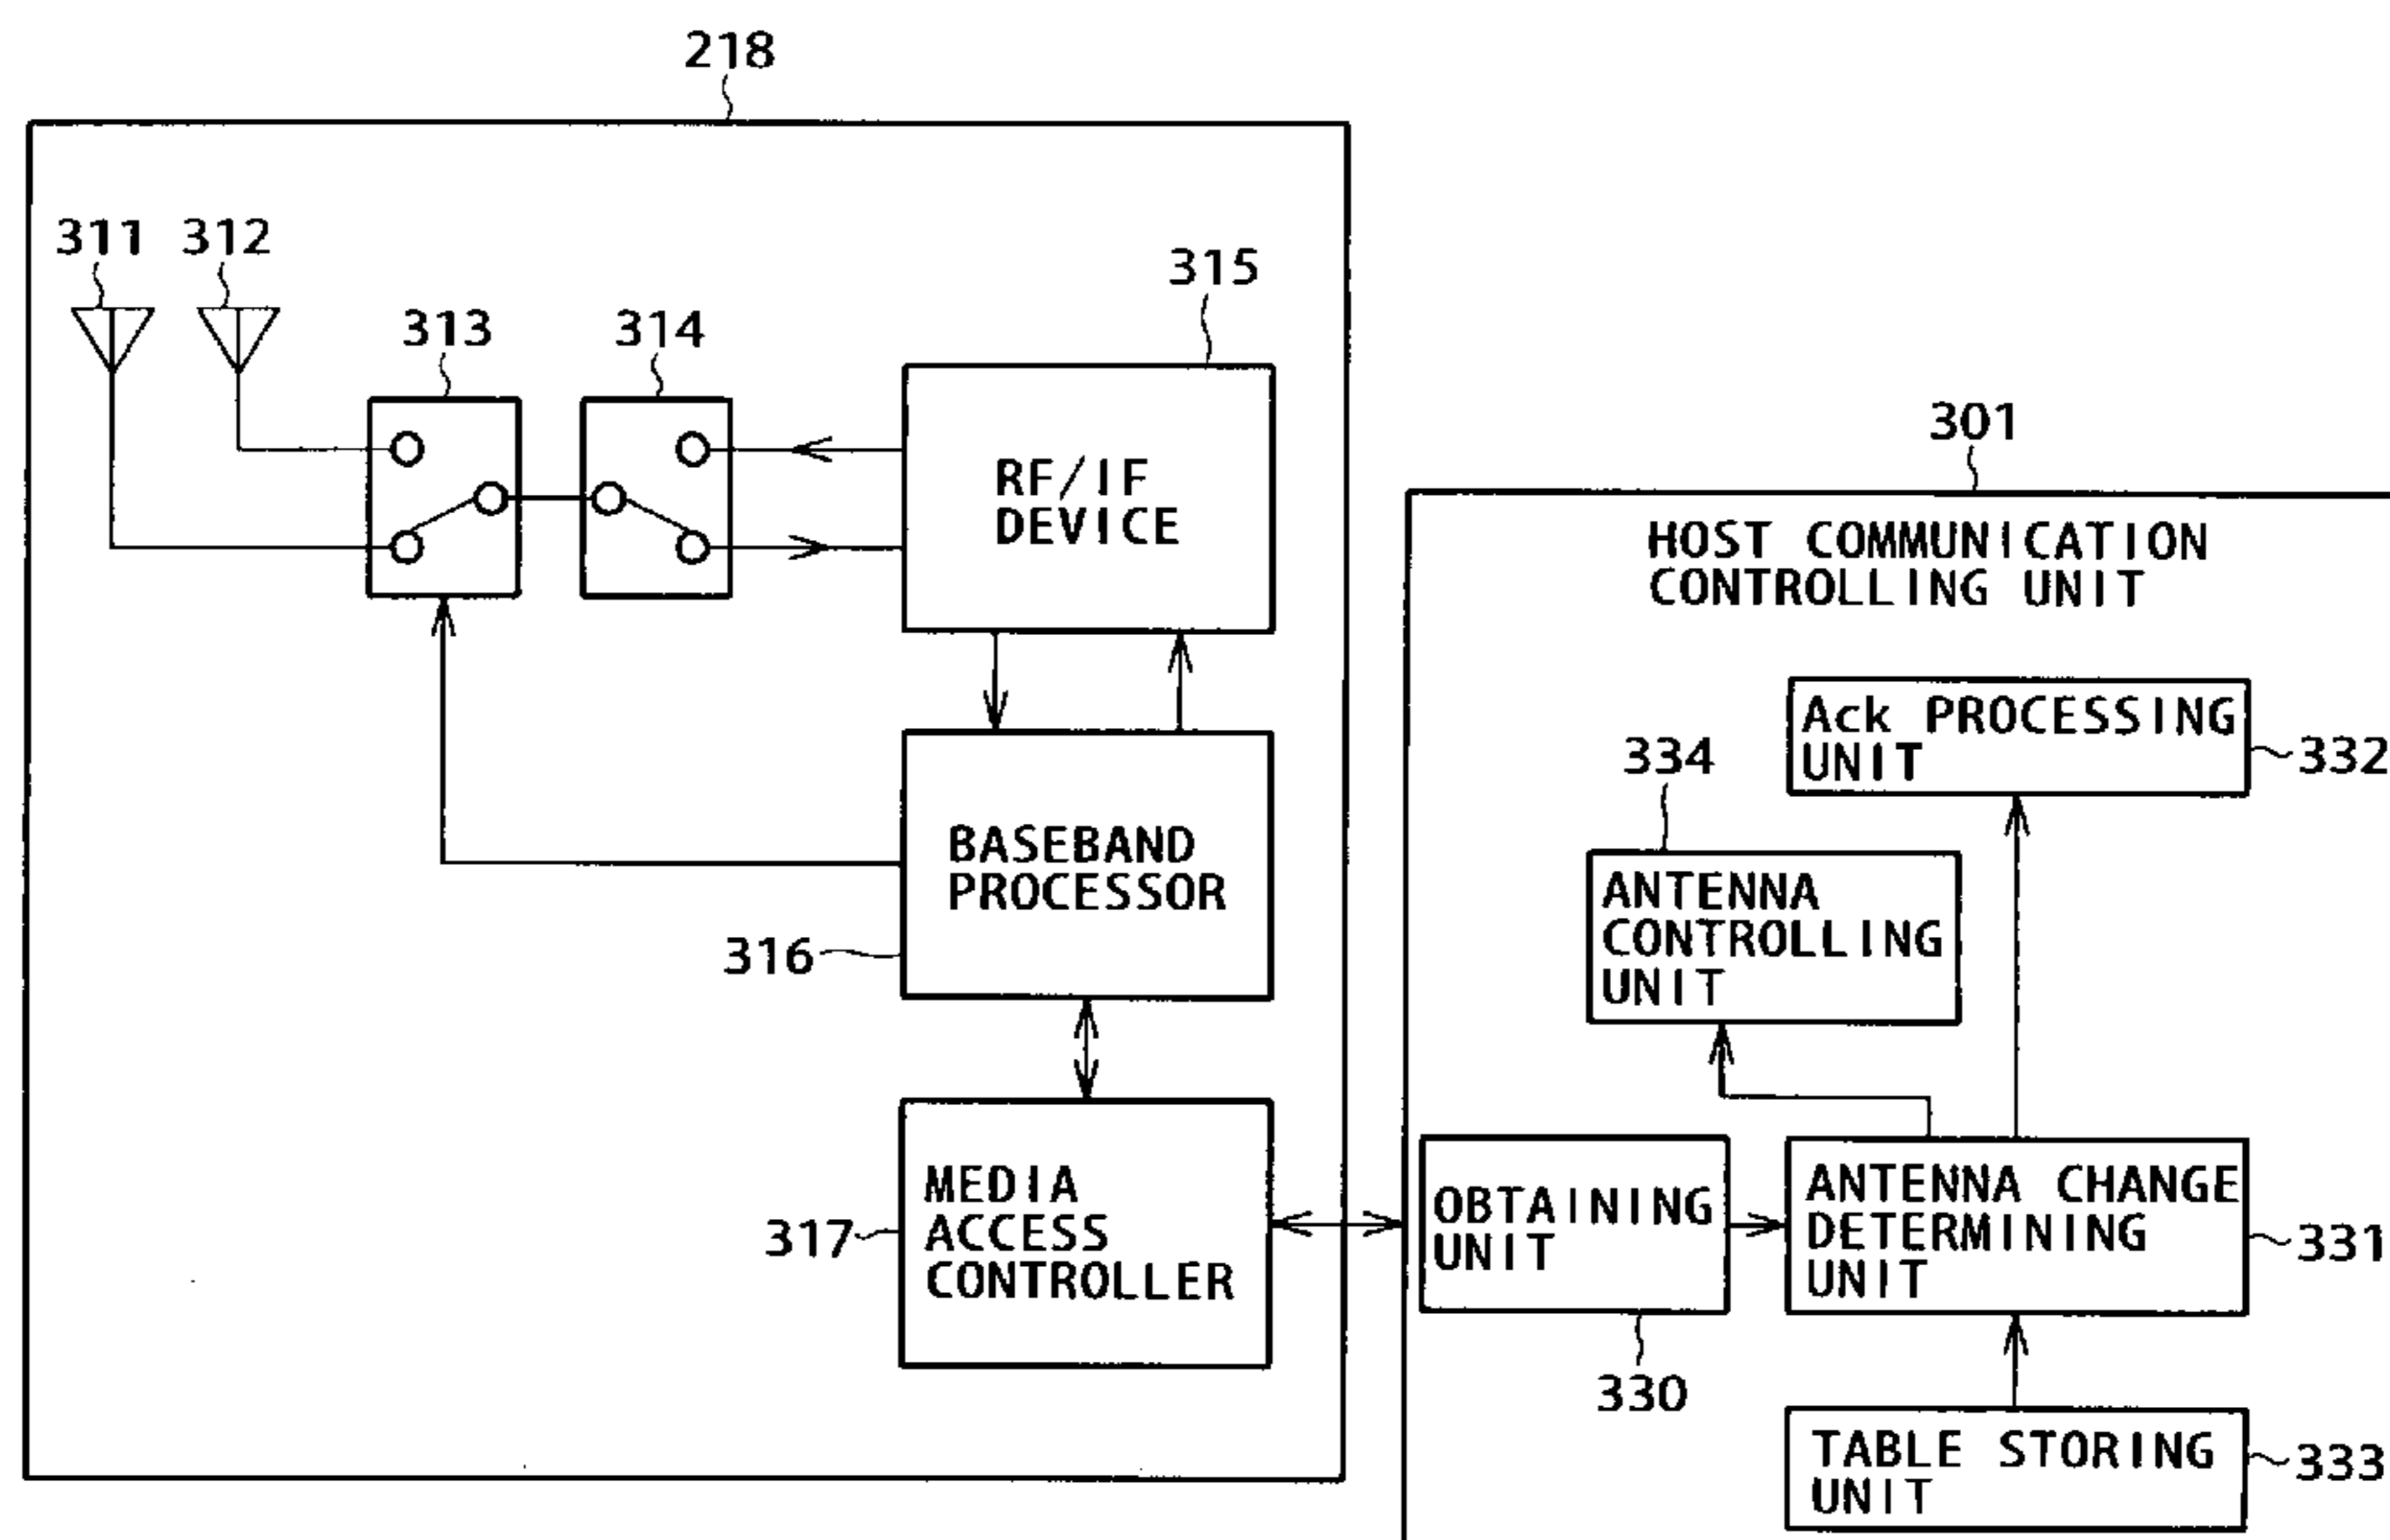 218
311
312
313
314
315
RF/IF
DEVICE
301
HOST COMMUNICATION
CONTROLLING UNIT
Ack PROCESSING
UNIT
332
334
ANTENNA
CONTROLLING
UNIT
BASEBAND
PROCESSOR
316
MEDIA
ACCESS
CONTROLLER
317
OBTAINING
UNIT
330
ANTENNA CHANGE
DETERMINING
UNIT
331
TABLE STORING
UNIT
333